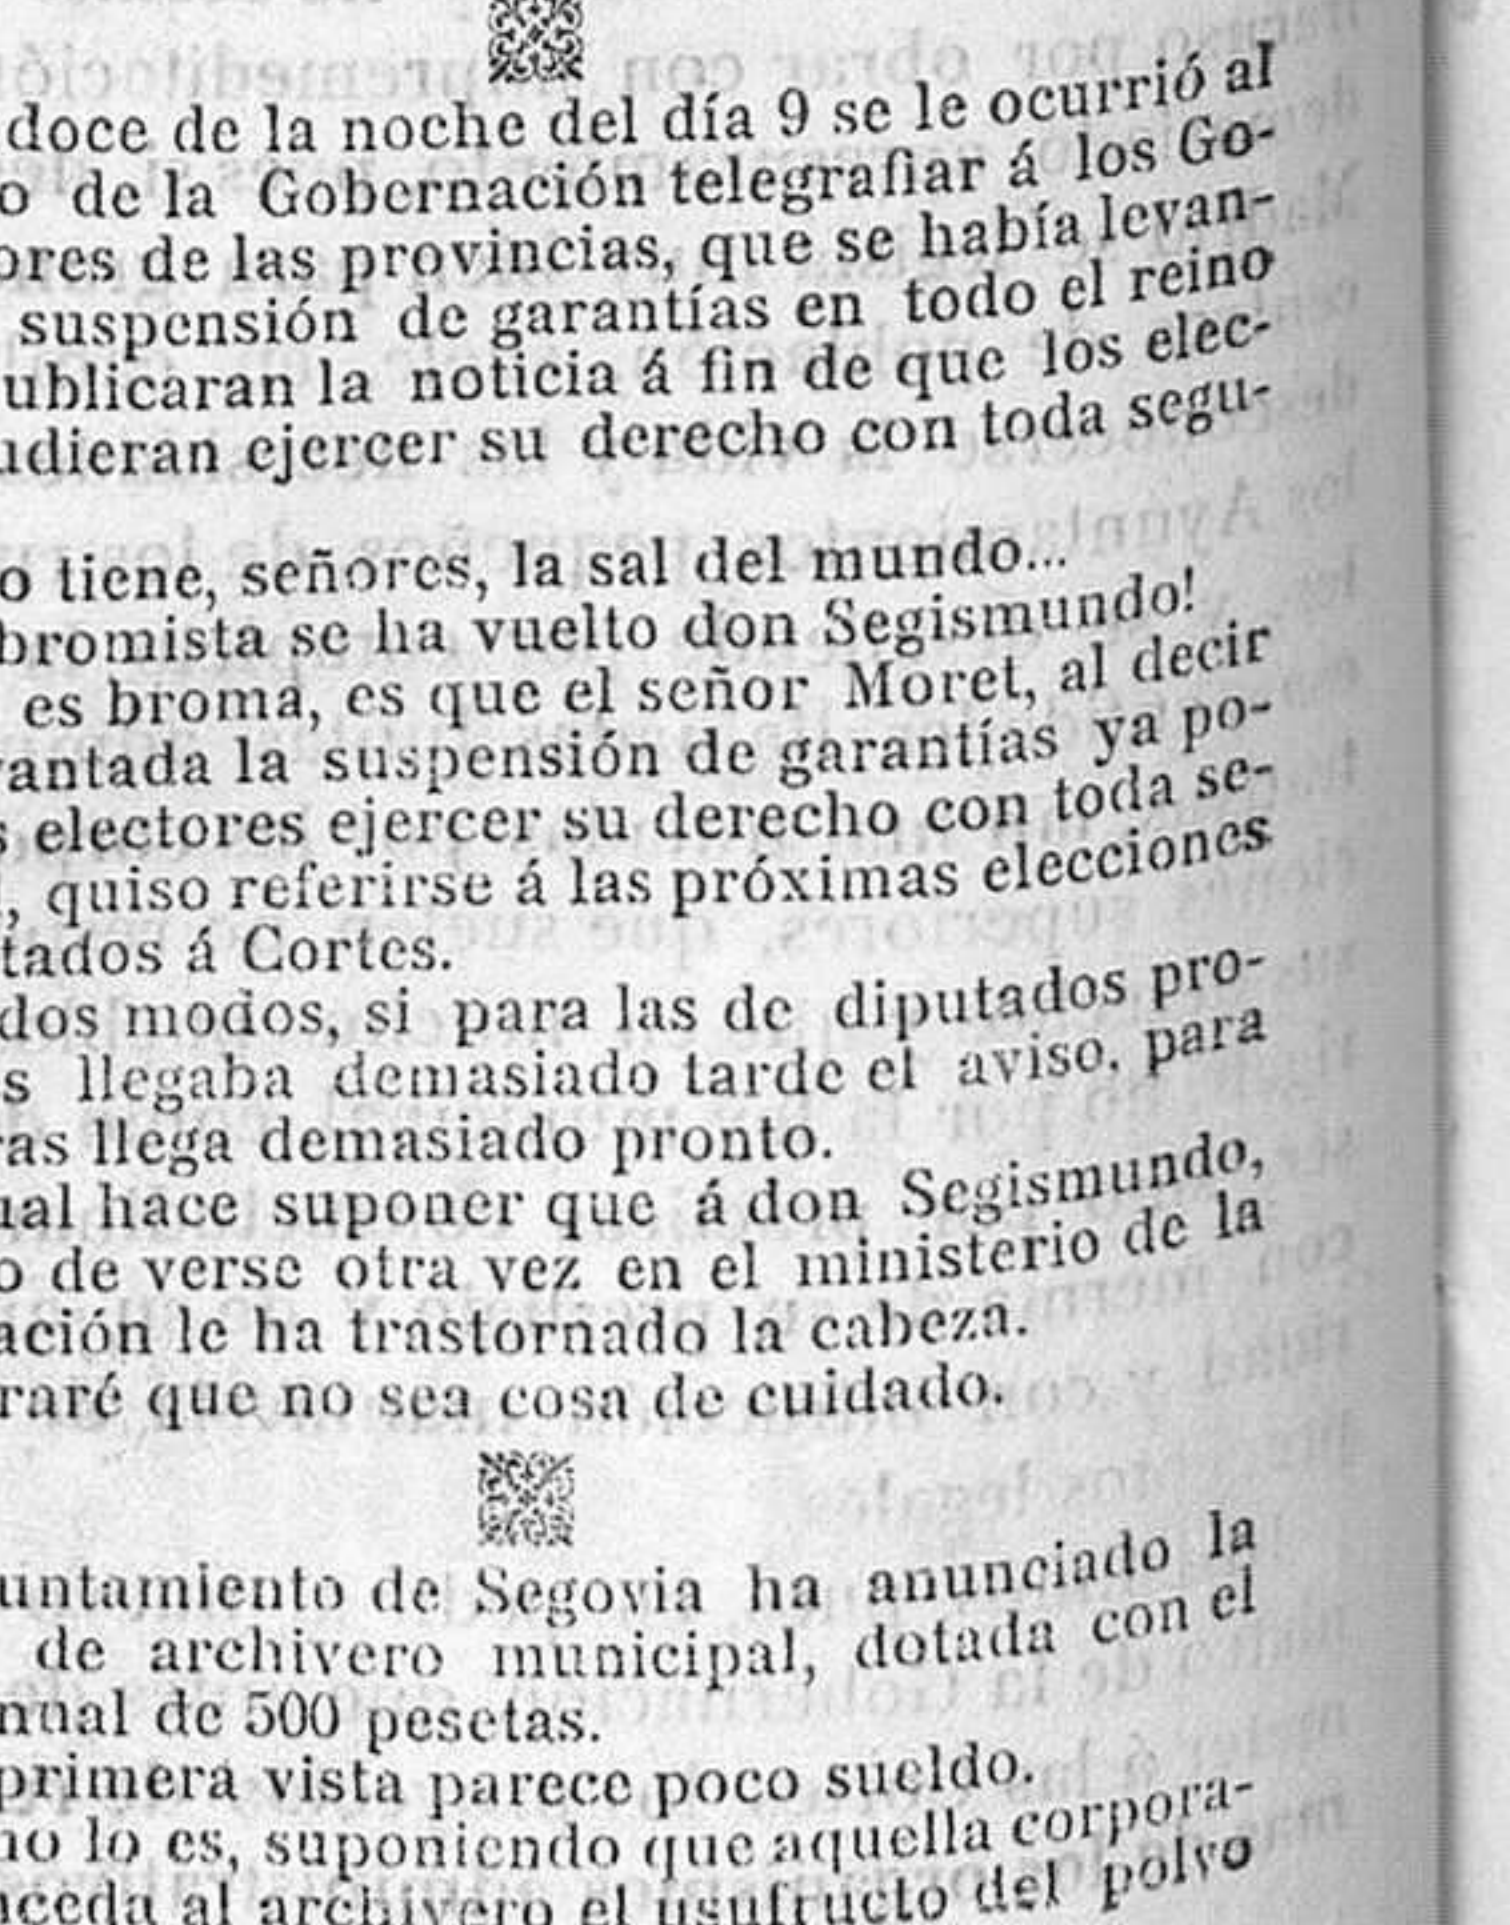 doce de la noche del día 9 se le ocurrió al
o de la Gobernación telegrafiar á los Go-
ores de las provincias, que se había levan-
suspensión de garantías en todo el reino
ublicaran la noticia á fin de que los elec-
udieran ejercer su derecho con toda segu-
o tiene, señores, la sal del mundo...
bromista se ha vuelto don Segismundo!
es broma, es que el señor Moret, al decir
vantada la suspensión de garantías ya po-
s electores ejercer su derecho con toda se-
, quiso referirse á las próximas elecciones
tados á Cortes.
dos modos, si para las de diputados pro-
s llegaba demasiado tarde el aviso, para
ras llega demasiado pronto.
ual hace suponer que á don Segismundo,
o de verse otra vez en el ministerio de la
ación le ha trastornado la cabeza.
raré que no sea cosa de cuidado.
untamiento de Segovia ha anunciado la
de archivero municipal, dotada con el
nual de 500 pesetas.
primera vista parece poco sueldo.
no lo es, suponiendo que aquella corpora-
nceda al archivero el usufructo del polvo